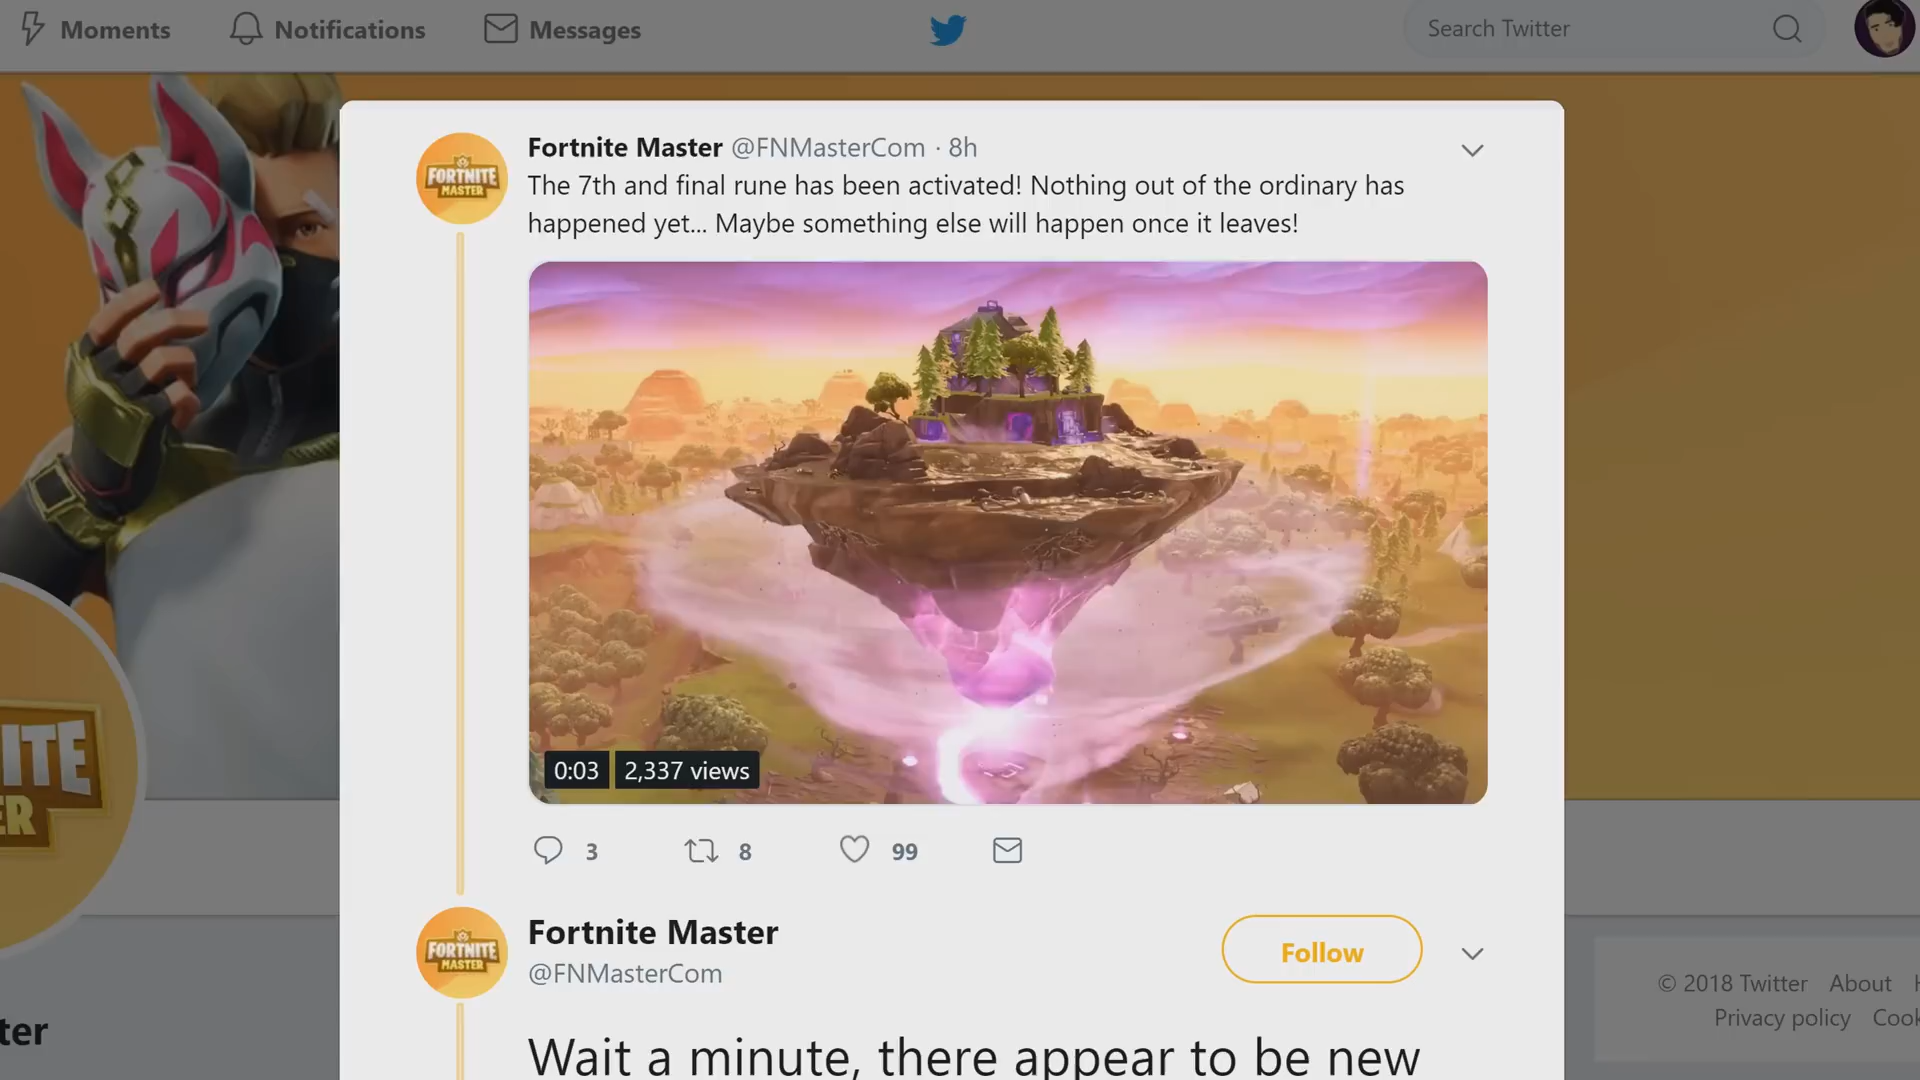 Moments
Notifications
Messages
Search Twitter
Fortnite Master @FNMasterCom · 8h
The 7th and final rune has been activated! Nothing out of the ordinary has
happened yet... Maybe something else will happen once it leaves!
FORTNITE
MASTER
0:03
2,337 views
3
8
99
FORTNITE
MASTER
Fortnite Master
@FNMasterCom
Follow
Wait a minute, there appear to be new
ITE
ER
ter
© 2018 Twitter About
Privacy policy